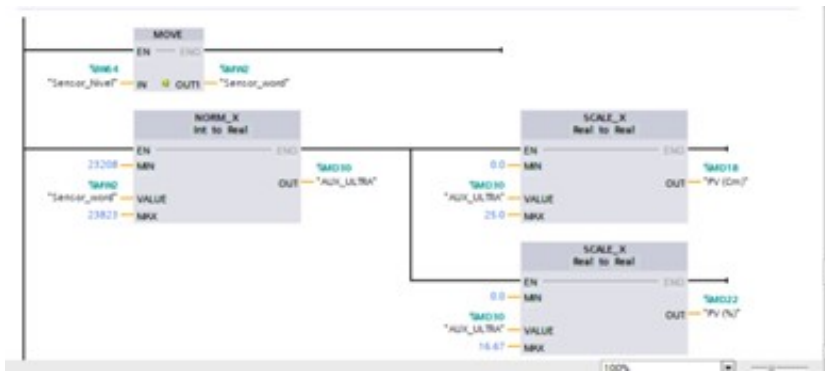 MOVE
EN ENO
%IW64 %MW2
"Sensor_Nivel" IN OUT1 "Sensor_word"
NORM_X SCALE_X
Int to Real Real to Real
EN ENO EN ENO
23208 MIN %MD30 0.0 MIN %MD18
%MW2 OUT "AUX_ULTRA" %MD30 OUT "PV (Cm)"
"Sensor_word" VALUE "AUX_ULTRA" VALUE
23823 MAX 25.0 MAX
SCALE_X
Real to Real
EN ENO
0.0 MIN %MD22
%MD30 OUT "PV (%)"
"AUX_ULTRA" VALUE
16.67 MAX
100%